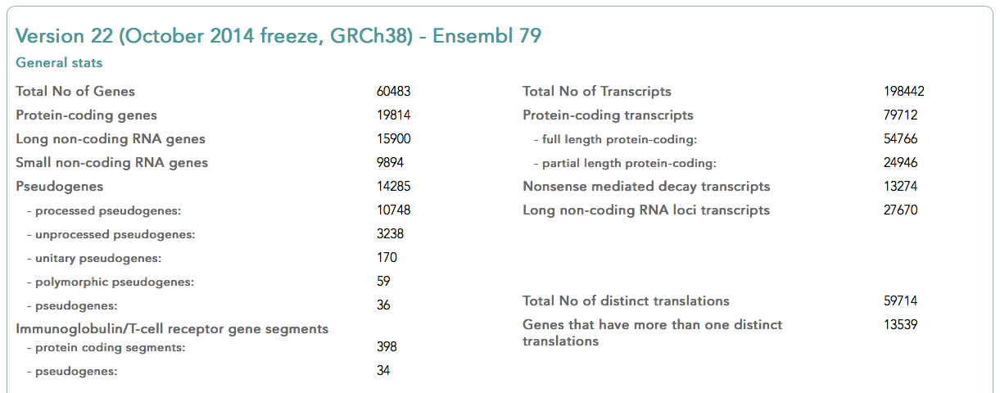 Version 22 (October 2014 freeze, GRCh38) - Ensembl 79
General stats
Total No of Genes 60483
Protein-coding genes 19814
Long non-coding RNA genes 15900
Small non-coding RNA genes 9894
Pseudogenes 14285
- processed pseudogenes: 10748
- unprocessed pseudogenes: 3238
- unitary pseudogenes: 170
- polymorphic pseudogenes: 59
- pseudogenes: 36
Immunoglobulin/T-cell receptor gene segments
- protein coding segments: 398
- pseudogenes: 34
Total No of Transcripts 198442
Protein-coding transcripts 79712
- full length protein-coding: 54766
- partial length protein-coding: 24946
Nonsense mediated decay transcripts 13274
Long non-coding RNA loci transcripts 27670
Total No of distinct translations 59714
Genes that have more than one distinct 13539
translations